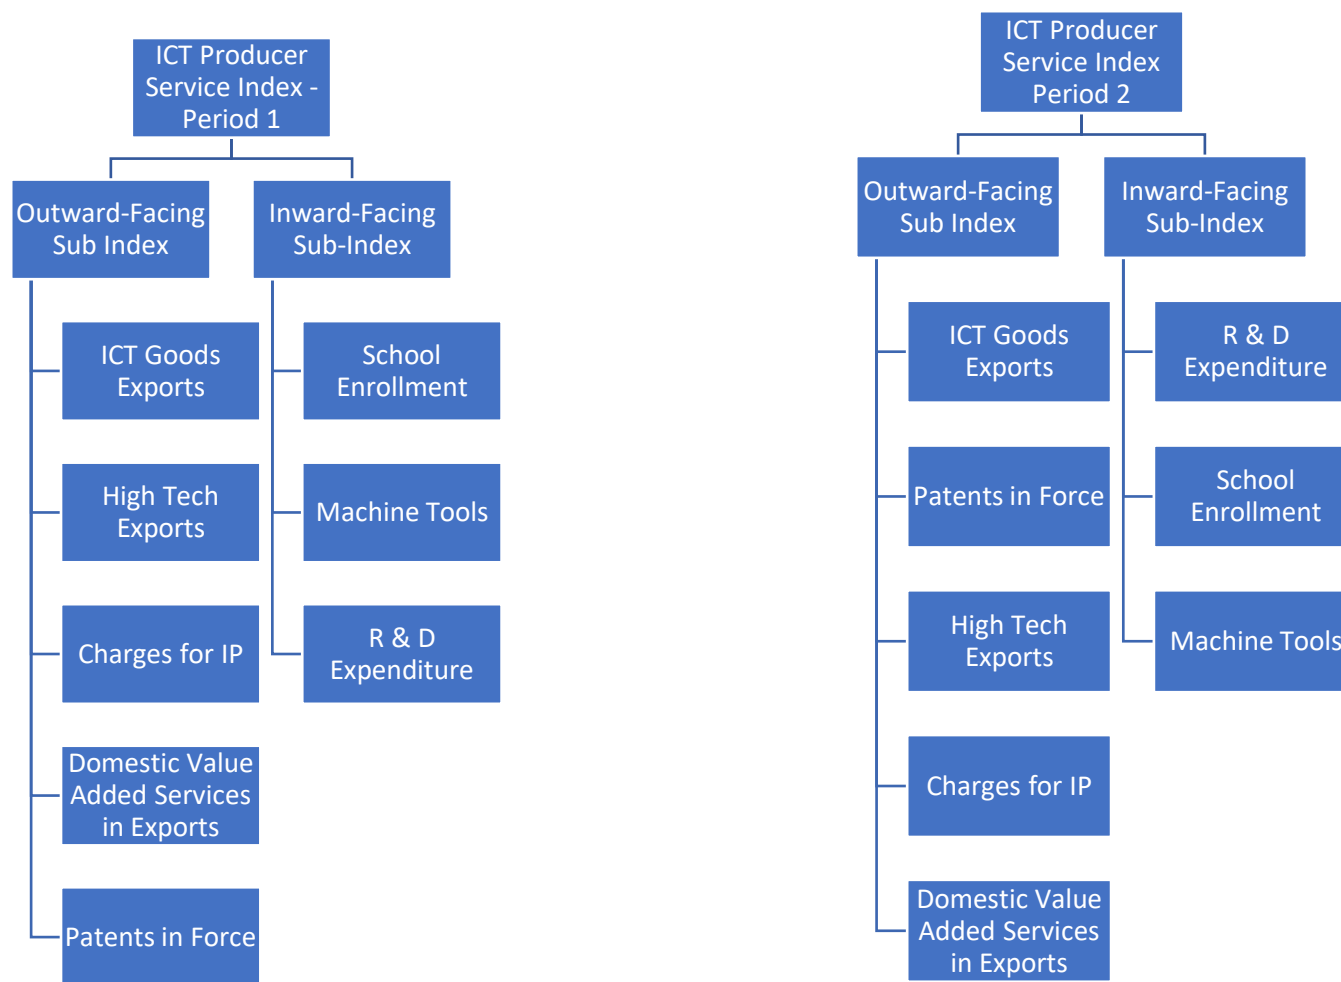 ICT Producer
Service Index -
Period 1
Outward-Facing
Sub Index
Inward-Facing
Sub-Index
ICT Goods
Exports
High Tech
Exports
Charges for IP
Domestic Value
Added Services
in Exports
Patents in Force
School
Enrollment
Machine Tools
R & D
Expenditure
ICT Producer
Service Index
Period 2
Outward-Facing
Sub Index
Inward-Facing
Sub-Index
ICT Goods
Exports
Patents in Force
High Tech
Exports
Charges for IP
Domestic Value
Added Services
in Exports
R & D
Expenditure
School
Enrollment
Machine Tools